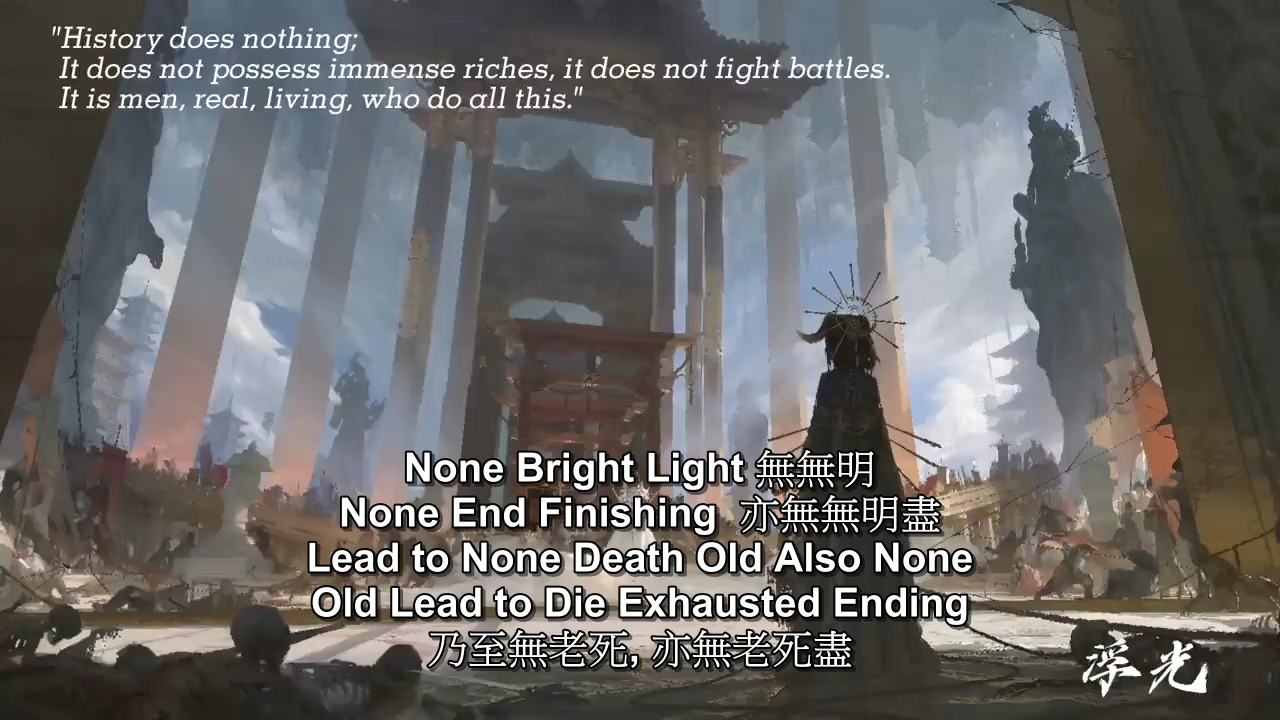 "History does nothing;
It does not possess immense riches, it does not fight battles.
It is men, real, living, who do all this."
None Bright Light 無無明
None End Finishing 亦無無明盡
Lead to None Death Old Also None
Old Lead to Die Exhausted Ending
乃至無老死, 亦無老死盡
浮光